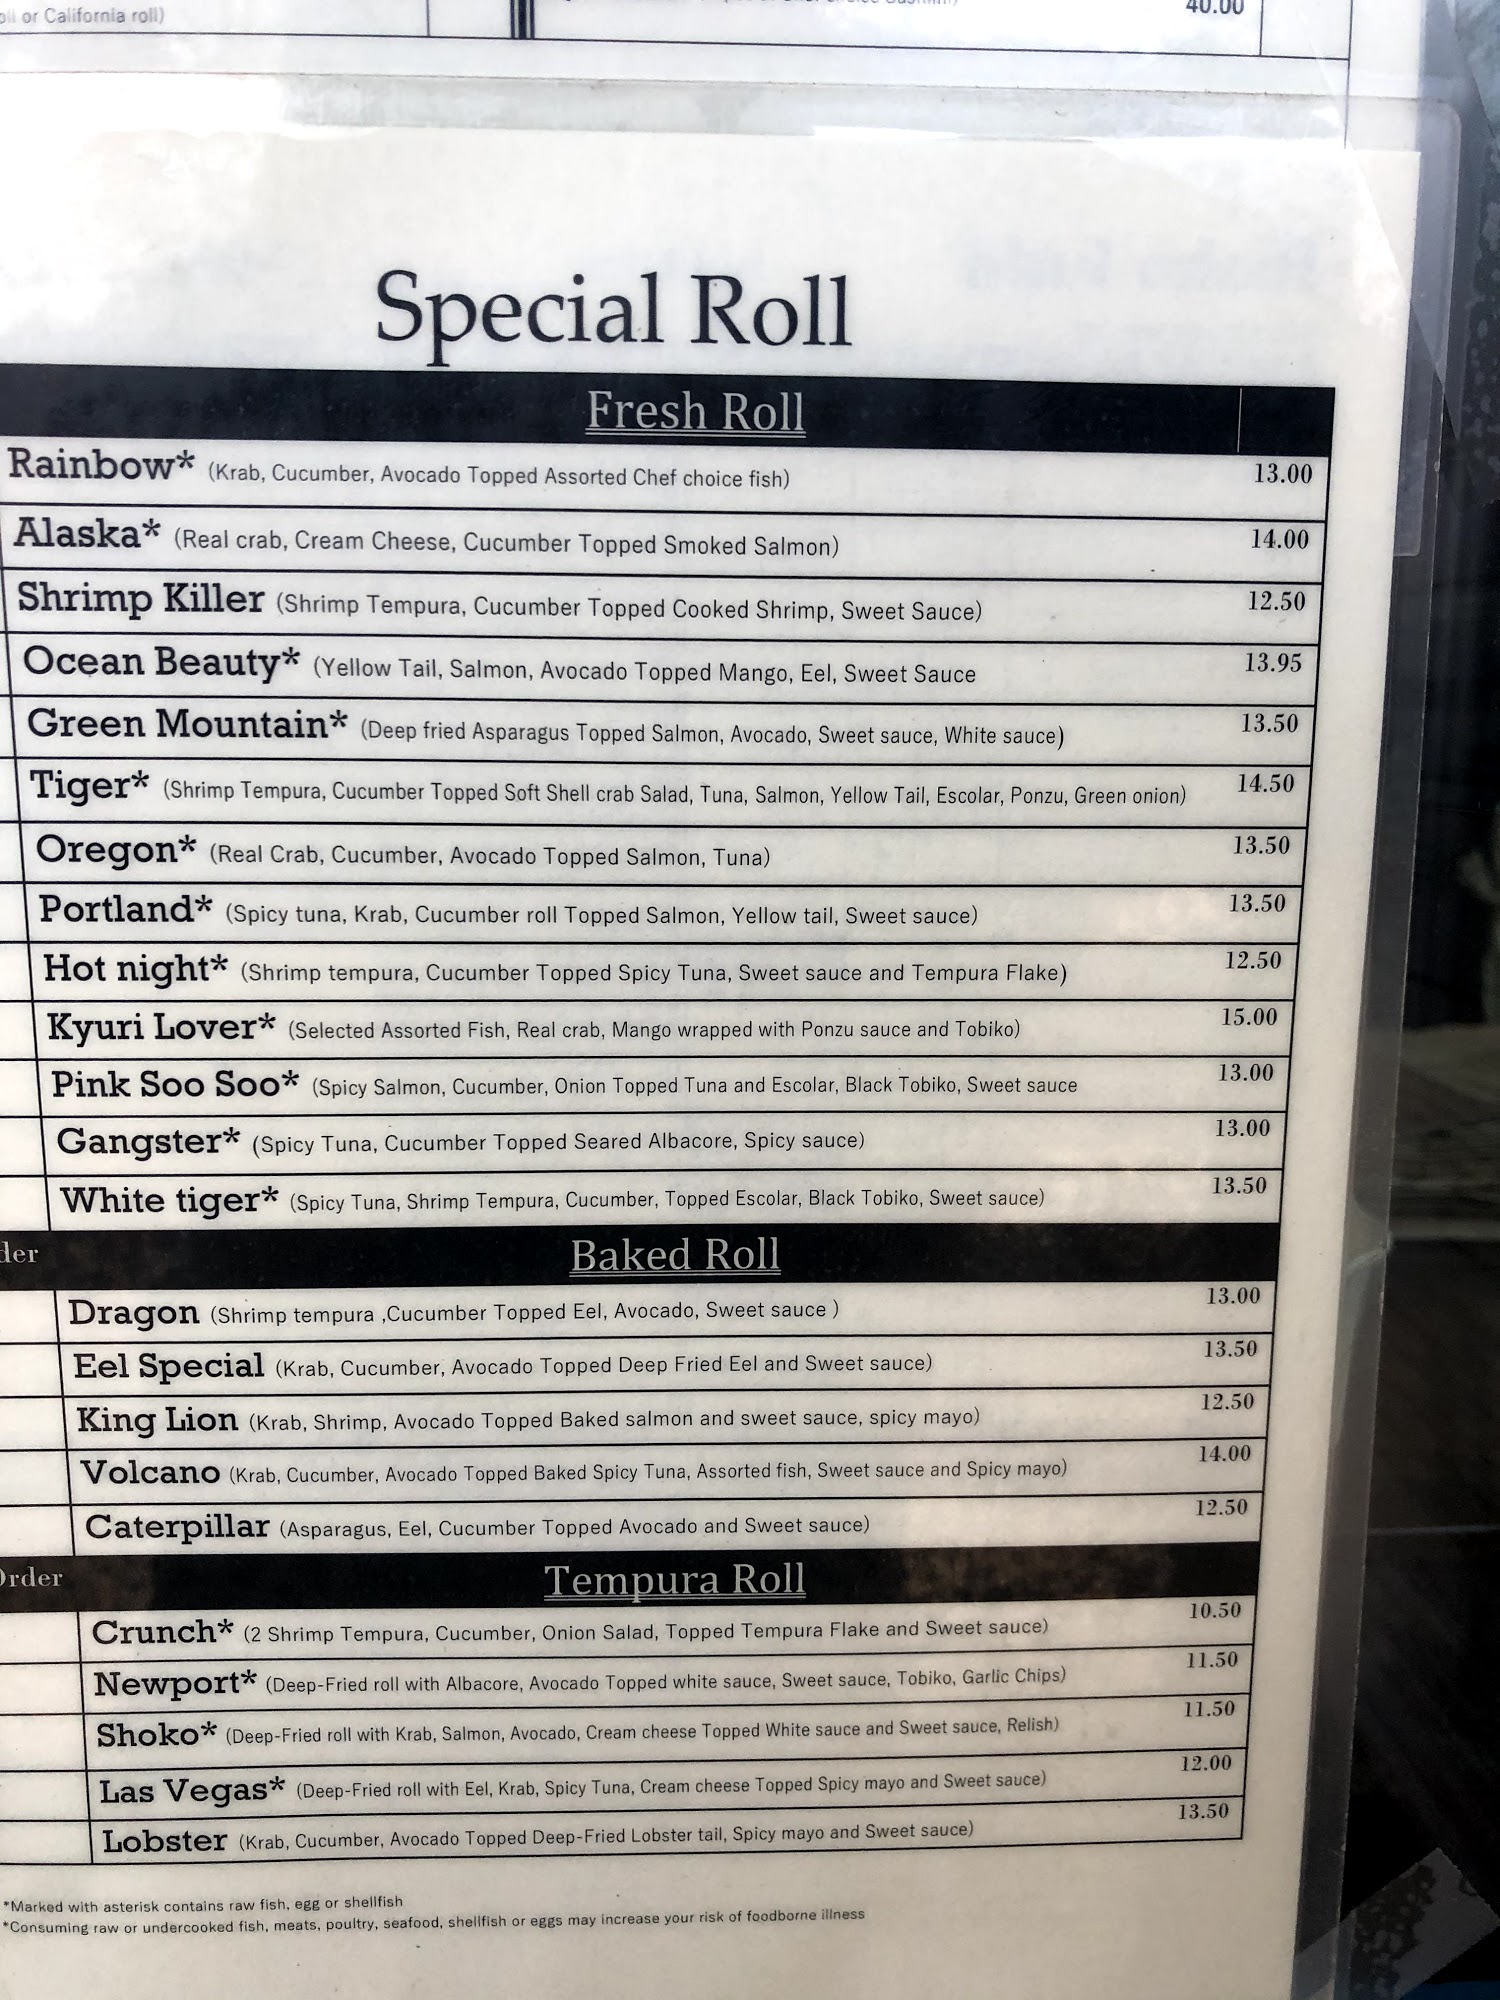 or California roll)
40.00
Special Roll
Fresh Roll
Rainbow* (Krab, Cucumber, Avocado Topped Assorted Chef choice fish) 13.00
Alaska* (Real crab, Cream Cheese, Cucumber Topped Smoked Salmon) 14.00
Shrimp Killer (Shrimp Tempura, Cucumber Topped Cooked Shrimp, Sweet Sauce) 12.50
Ocean Beauty* (Yellow Tail, Salmon, Avocado Topped Mango, Eel, Sweet Sauce 13.95
Green Mountain* (Deep fried Asparagus Topped Salmon, Avocado, Sweet sauce, White sauce) 13.50
Tiger* (Shrimp Tempura, Cucumber Topped Soft Shell crab Salad, Tuna, Salmon, Yellow Tail, Escolar, Ponzu, Green onion) 14.50
Oregon* (Real Crab, Cucumber, Avocado Topped Salmon, Tuna) 13.50
Portland* (Spicy tuna, Krab, Cucumber roll Topped Salmon, Yellow tail, Sweet sauce) 13.50
Hot night* (Shrimp tempura, Cucumber Topped Spicy Tuna, Sweet sauce and Tempura Flake) 12.50
Kyuri Lover* (Selected Assorted Fish, Real crab, Mango wrapped with Ponzu sauce and Tobiko) 15.00
Pink Soo Soo* (Spicy Salmon, Cucumber, Onion Topped Tuna and Escolar, Black Tobiko, Sweet sauce 13.00
Gangster* (Spicy Tuna, Cucumber Topped Seared Albacore, Spicy sauce) 13.00
White tiger* (Spicy Tuna, Shrimp Tempura, Cucumber, Topped Escolar, Black Tobiko, Sweet sauce) 13.50
der Baked Roll
Dragon (Shrimp tempura ,Cucumber Topped Eel, Avocado, Sweet sauce ) 13.00
Eel Special (Krab, Cucumber, Avocado Topped Deep Fried Eel and Sweet sauce) 13.50
King Lion (Krab, Shrimp, Avocado Topped Baked salmon and sweet sauce, spicy mayo) 12.50
Volcano (Krab, Cucumber, Avocado Topped Baked Spicy Tuna, Assorted fish, Sweet sauce and Spicy mayo) 14.00
Caterpillar (Asparagus, Eel, Cucumber Topped Avocado and Sweet sauce) 12.50
Order Tempura Roll
Crunch* (2 Shrimp Tempura, Cucumber, Onion Salad, Topped Tempura Flake and Sweet sauce) 10.50
Newport* (Deep-Fried roll with Albacore, Avocado Topped white sauce, Sweet sauce, Tobiko, Garlic Chips) 11.50
Shoko* (Deep-Fried roll with Krab, Salmon, Avocado, Cream cheese Topped White sauce and Sweet sauce, Relish) 11.50
Las Vegas* (Deep-Fried roll with Eel, Krab, Spicy Tuna, Cream cheese Topped Spicy mayo and Sweet sauce) 12.00
Lobster (Krab, Cucumber, Avocado Topped Deep-Fried Lobster tail, Spicy mayo and Sweet sauce) 13.50
*Marked with asterisk contains raw fish, egg or shellfish
*Consuming raw or undercooked fish, meats, poultry, seafood, shellfish or eggs may increase your risk of foodborne illness